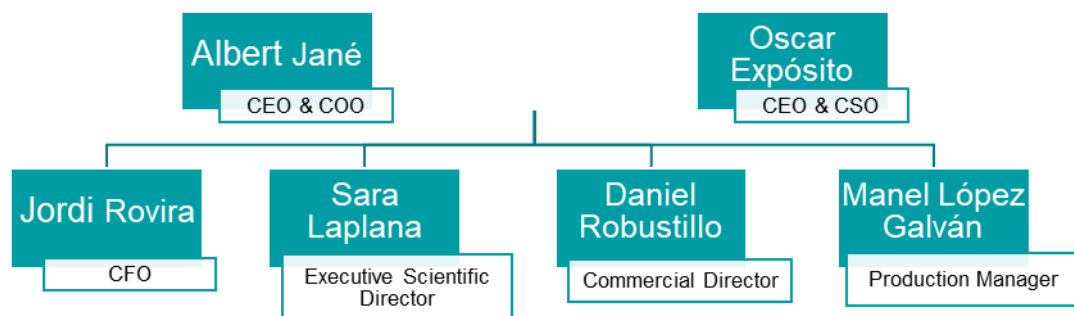 Albert Jané
CEO & COO
Oscar
Expósito
CEO & CSO
Jordi Rovira
CFO
Sara
Laplana
Executive Scientific
Director
Daniel
Robustillo
Commercial Director
Manel López
Galván
Production Manager